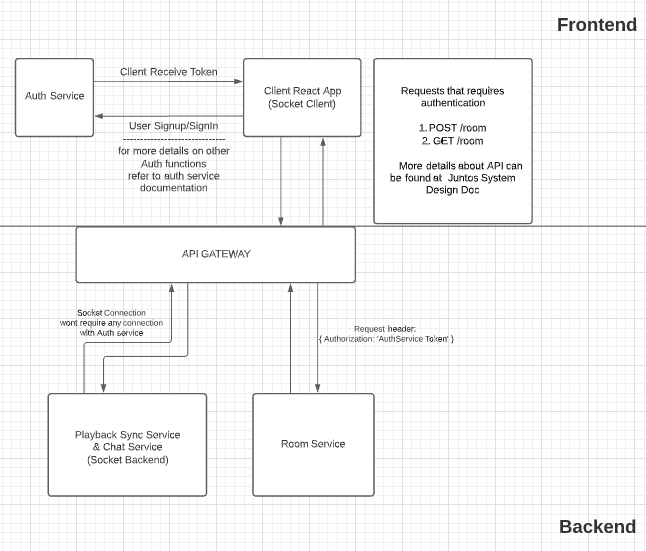 Frontend
Client Receive Token
Auth Service
Client React App
(Socket Client)
User Signup/SignIn
for more details on other
Auth functions
refer to auth service
documentation
Requests that requires
authentication
1. POST /room
2. GET /room
More details about API can
be found at Juntos System
Design Doc
API GATEWAY
Socket Connection
wont require any connection
with Auth service
Request header:
{ Authorization: 'AuthService Token' }
Playback Sync Service
& Chat Service
(Socket Backend)
Room Service
Backend